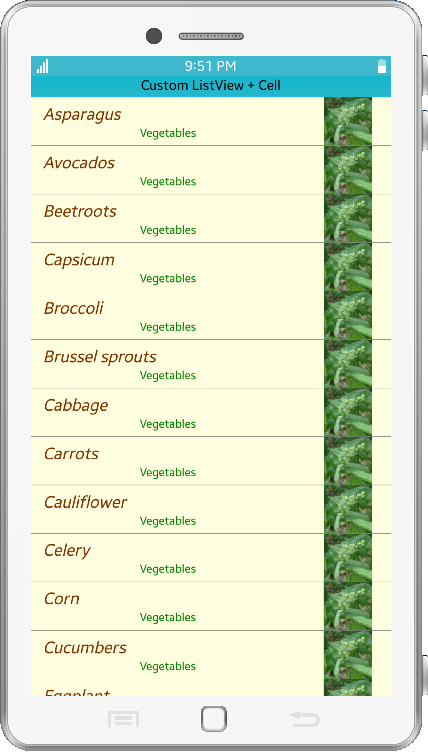 9:51 PM
Custom ListView + Cell
Asparagus
Vegetables
Avocados
Vegetables
Beetroots
Vegetables
Capsicum
Vegetables
Broccoli
Vegetables
Brussel sprouts
Vegetables
Cabbage
Vegetables
Carrots
Vegetables
Cauliflower
Vegetables
Celery
Vegetables
Corn
Vegetables
Cucumbers
Vegetables
Eggplant